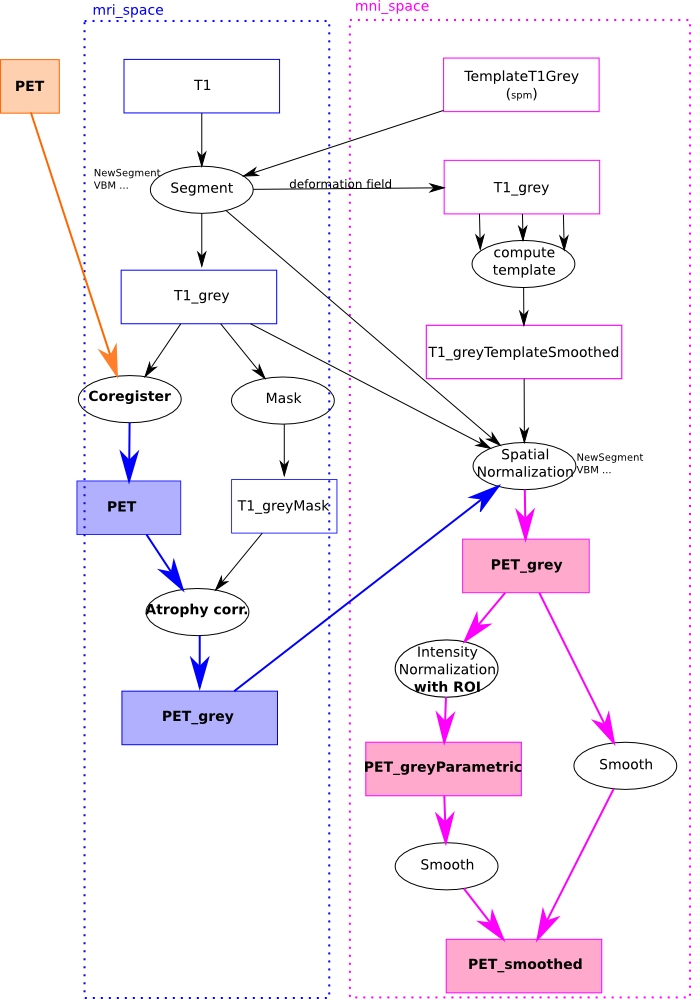 mri_space
mni_space
PET
T1
TemplateT1Grey
(spm)
NewSegment
VBM ...
Segment
deformation field
T1_grey
compute
template
T1_grey
T1_greyTemplateSmoothed
Coregister
Mask
Spatial
Normalization
NewSegment
VBM ...
PET
T1_greyMask
PET_grey
Atrophy corr.
Intensity
Normalization
with ROI
PET_grey
PET_greyParametric
Smooth
Smooth
PET_smoothed